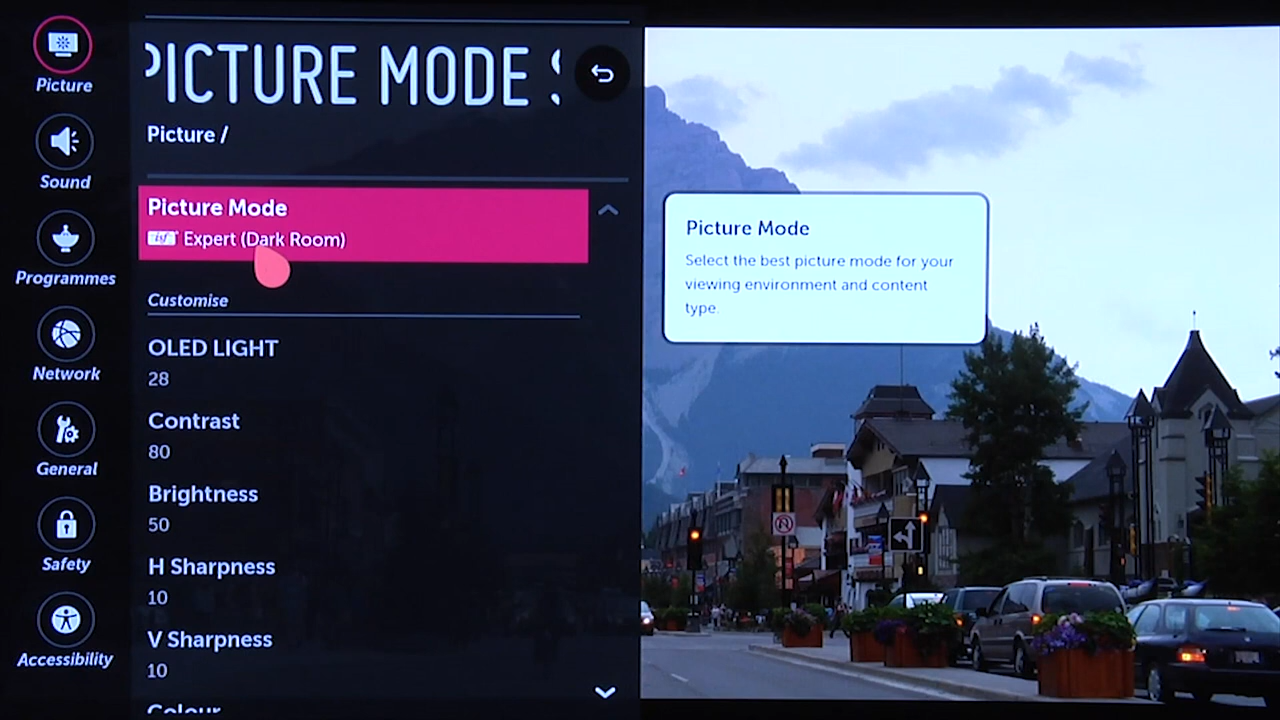 Picture
Sound
Programmes
Network
General
Safety
Accessibility
PICTURE MODE S
Picture /
Picture Mode
isf Expert (Dark Room)
Customise
OLED LIGHT
28
Contrast
80
Brightness
50
H Sharpness
10
V Sharpness
10
Colour
Picture Mode
Select the best picture mode for your
viewing environment and content
type.